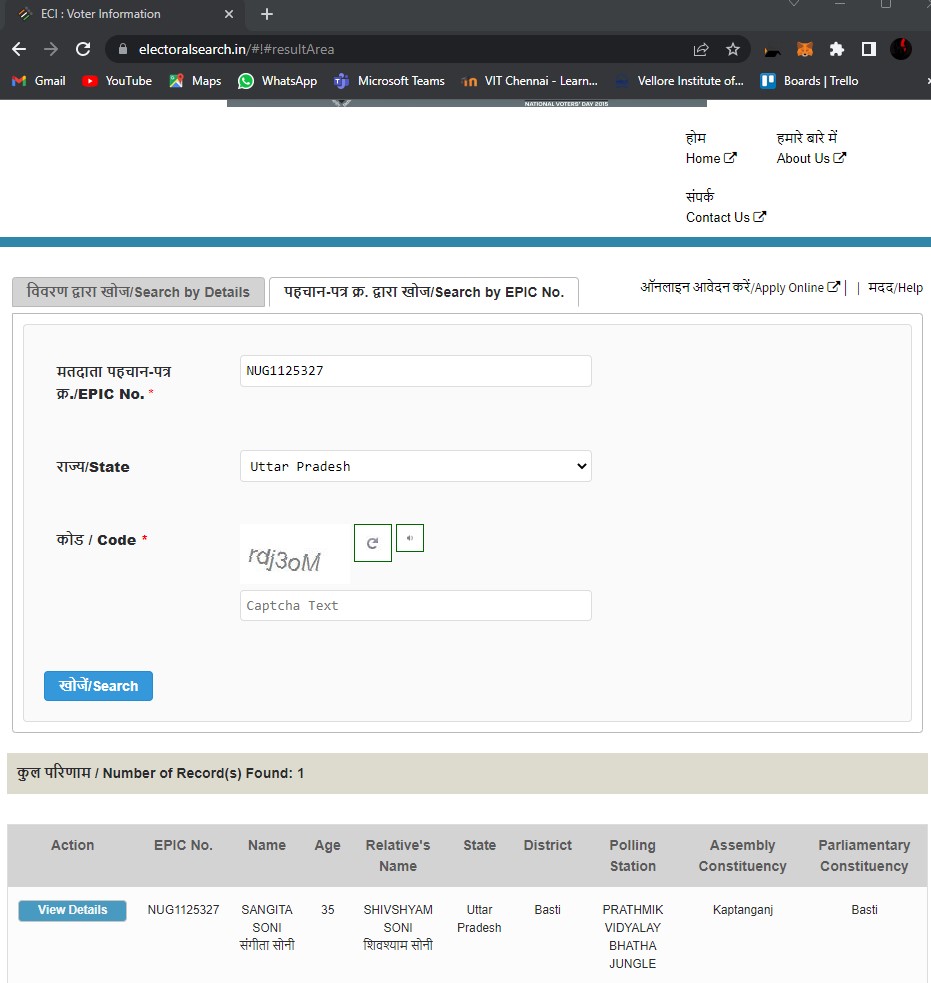 ECI : Voter Information
electoralsearch.in/#!#resultArea
Gmail YouTube Maps WhatsApp Microsoft Teams VIT Chennai - Learn... Vellore Institute of... Boards | Trello
NATIONAL VOTERS' DAY 2015
होम हमारे बारे में
Home About Us
संपर्क
Contact Us
विवरण द्वारा खोज/Search by Details पहचान-पत्र क्र. द्वारा खोज/Search by EPIC No. ऑनलाइन आवेदन करें/Apply Online | | मदद/Help
मतदाता पहचान-पत्र NUG1125327
क्र./EPIC No. *
राज्य/State Uttar Pradesh
कोड / Code *
rdj3oM
Captcha Text
खोजें/Search
कुल परिणाम / Number of Record(s) Found: 1
Action EPIC No. Name Age Relative's State District Polling Assembly Parliamentary
Name Station Constituency Constituency
View Details NUG1125327 SANGITA 35 SHIVSHYAM Uttar Basti PRATHMIK Kaptanganj Basti
SONI SONI Pradesh VIDYALAY
संगीता सोनी शिवश्याम सोनी BHATHA
JUNGLE